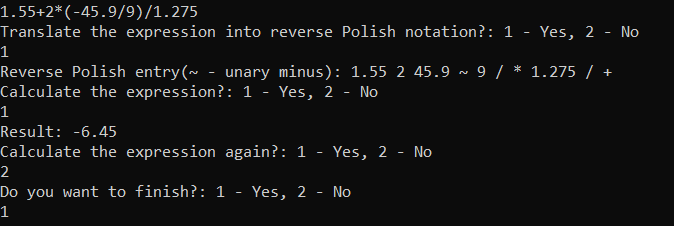 1.55+2*(-45.9/9)/1.275
Translate the expression into reverse Polish notation?: 1 - Yes, 2 - No
1
Reverse Polish entry(~ - unary minus): 1.55 2 45.9 ~ 9 / * 1.275 / +
Calculate the expression?: 1 - Yes, 2 - No
1
Result: -6.45
Calculate the expression again?: 1 - Yes, 2 - No
2
Do you want to finish?: 1 - Yes, 2 - No
1